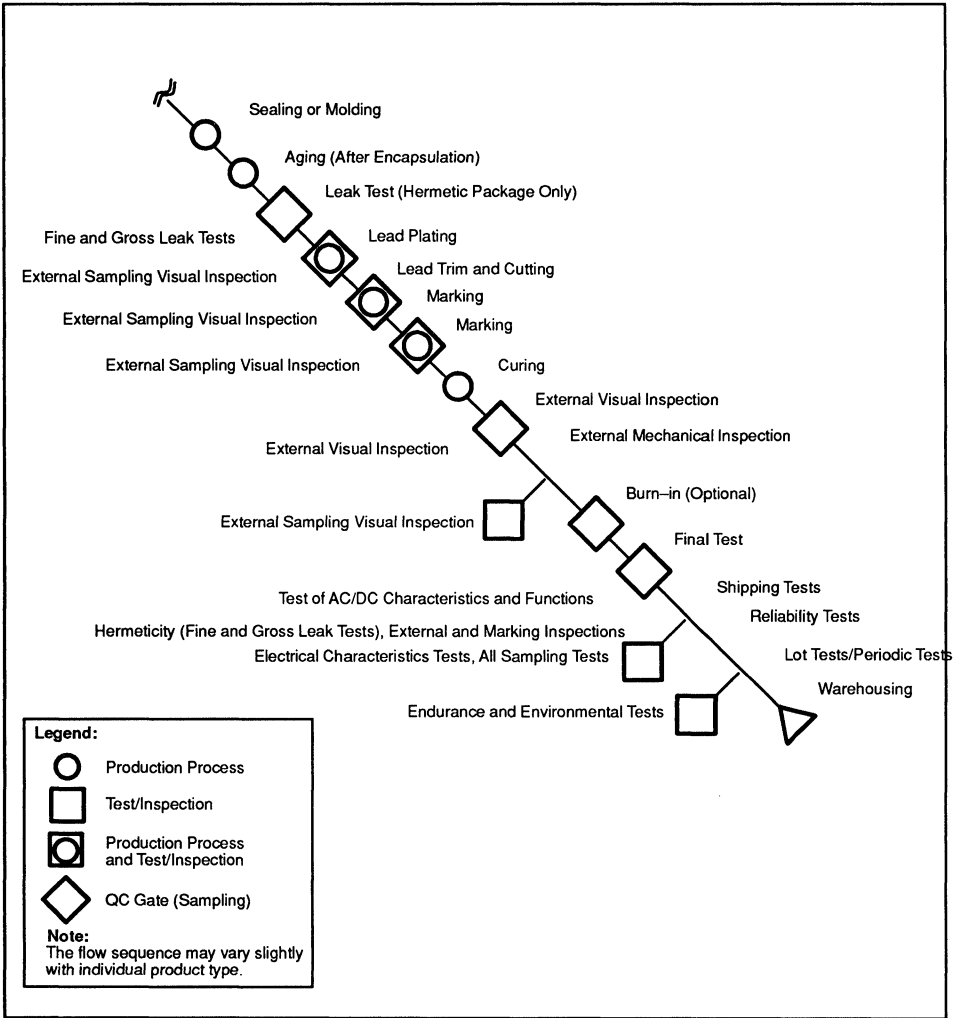 Sealing or Molding
Aging (After Encapsulation)
Leak Test (Hermetic Package Only)
Fine and Gross Leak Tests
Lead Plating
External Sampling Visual Inspection
Lead Trim and Cutting
Marking
External Sampling Visual Inspection
Marking
External Sampling Visual Inspection
Curing
External Visual Inspection
External Mechanical Inspection
External Visual Inspection
Burn–in (Optional)
External Sampling Visual Inspection
Final Test
Shipping Tests
Test of AC/DC Characteristics and Functions
Reliability Tests
Hermeticity (Fine and Gross Leak Tests), External and Marking Inspections
Electrical Characteristics Tests, All Sampling Tests
Lot Tests/Periodic Tests
Warehousing
Endurance and Environmental Tests
Legend:
Production Process
Test/Inspection
Production Process
and Test/Inspection
QC Gate (Sampling)
Note:
The flow sequence may vary slightly
with individual product type.